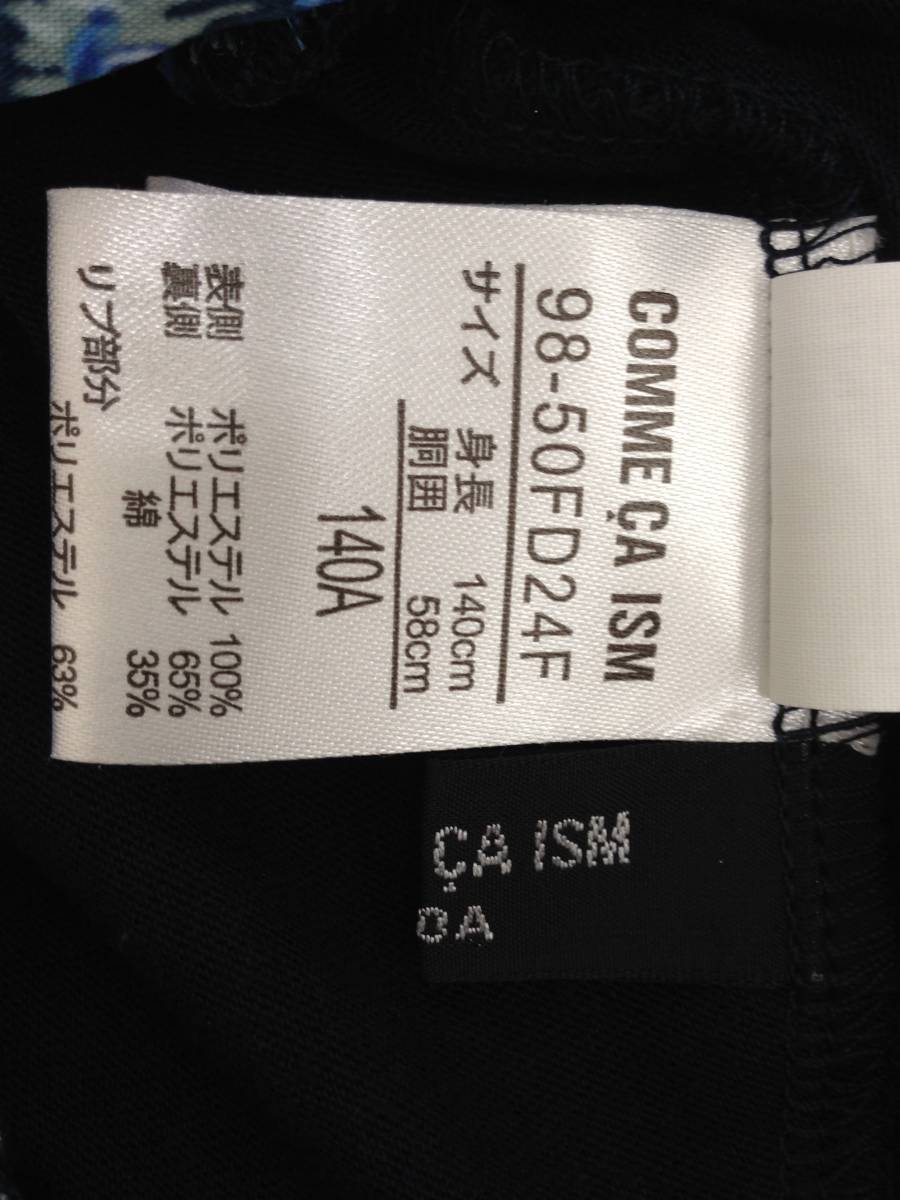 COMME ÇA ISM
98-50FD24F
サイズ 身長 140cm
胴囲 58cm
140A
表側 ポリエステル 100%
裏側 ポリエステル 65%
綿 35%
リブ部分
ポリエステル 63%
ÇA ISM
0A